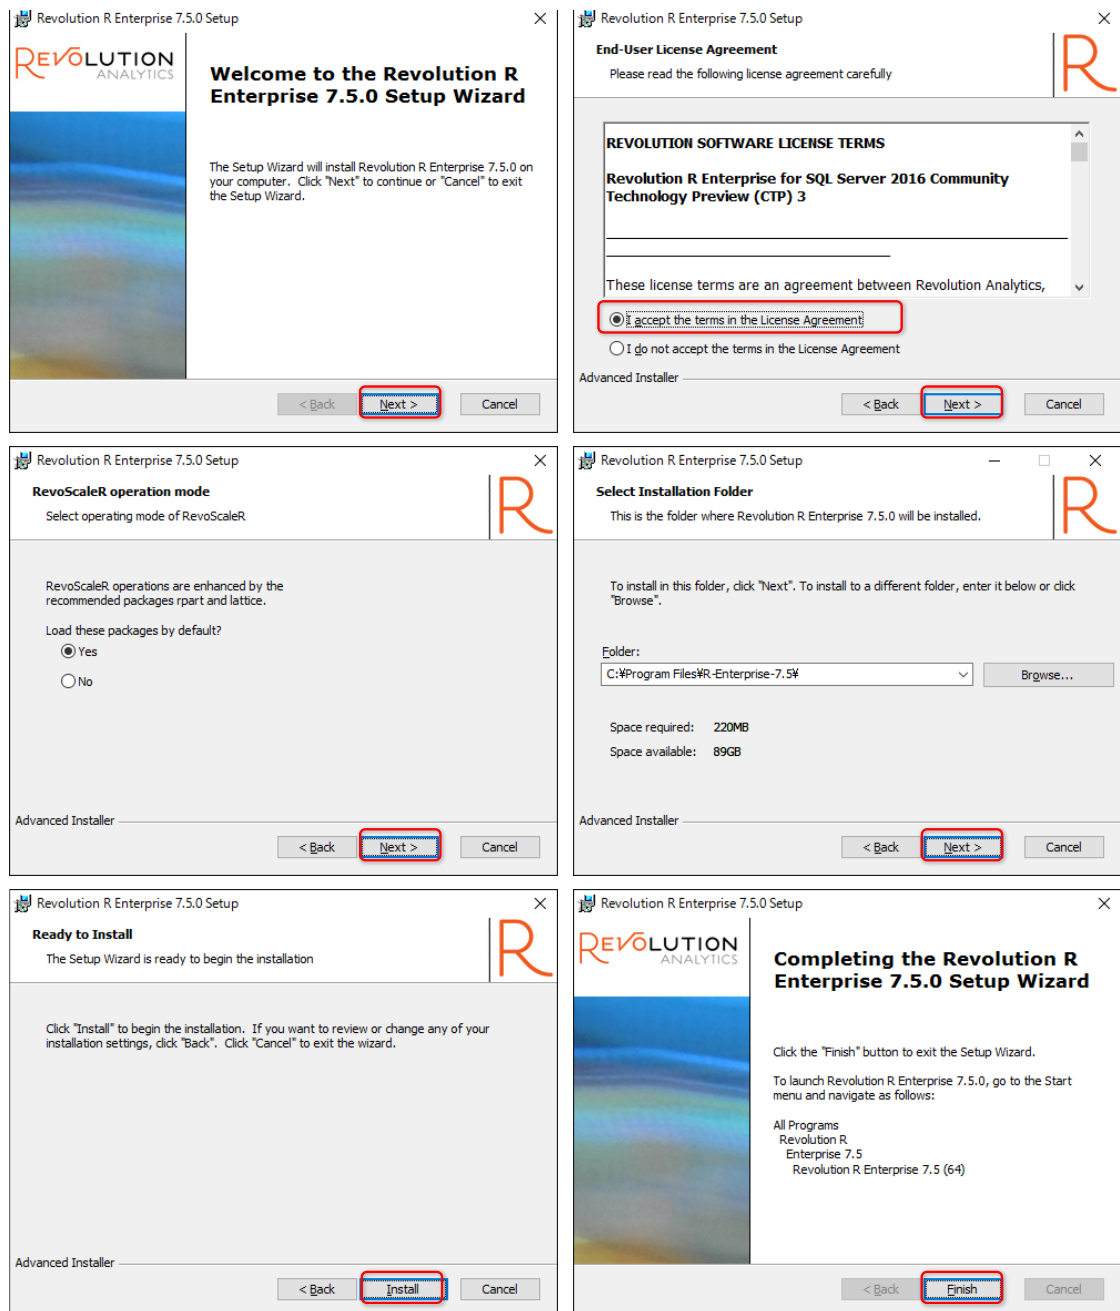 Revolution R Enterprise 7.5.0 Setup
REVOLUTION
ANALYTICS
Welcome to the Revolution R
Enterprise 7.5.0 Setup Wizard
The Setup Wizard will install Revolution R Enterprise 7.5.0 on
your computer. Click "Next" to continue or "Cancel" to exit
the Setup Wizard.
< Back Next > Cancel
Revolution R Enterprise 7.5.0 Setup
End-User License Agreement
Please read the following license agreement carefully
R
REVOLUTION SOFTWARE LICENSE TERMS
Revolution R Enterprise for SQL Server 2016 Community
Technology Preview (CTP) 3
These license terms are an agreement between Revolution Analytics,
I accept the terms in the License Agreement
I do not accept the terms in the License Agreement
Advanced Installer
< Back Next > Cancel
Revolution R Enterprise 7.5.0 Setup
RevoScaleR operation mode
Select operating mode of RevoScaleR
R
RevoScaleR operations are enhanced by the
recommended packages rpart and lattice.
Load these packages by default?
Yes
No
Advanced Installer
< Back Next > Cancel
Revolution R Enterprise 7.5.0 Setup
Select Installation Folder
This is the folder where Revolution R Enterprise 7.5.0 will be installed.
R
To install in this folder, click "Next". To install to a different folder, enter it below or click
"Browse".
Folder:
C:¥Program Files¥R-Enterprise-7.5¥ Browse...
Space required: 220MB
Space available: 89GB
Advanced Installer
< Back Next > Cancel
Revolution R Enterprise 7.5.0 Setup
Ready to Install
The Setup Wizard is ready to begin the installation
R
Click "Install" to begin the installation. If you want to review or change any of your
installation settings, click "Back". Click "Cancel" to exit the wizard.
Advanced Installer
< Back Install Cancel
Revolution R Enterprise 7.5.0 Setup
REVOLUTION
ANALYTICS
Completing the Revolution R
Enterprise 7.5.0 Setup Wizard
Click the "Finish" button to exit the Setup Wizard.
To launch Revolution R Enterprise 7.5.0, go to the Start
menu and navigate as follows:
All Programs
Revolution R
Enterprise 7.5
Revolution R Enterprise 7.5 (64)
< Back Finish Cancel